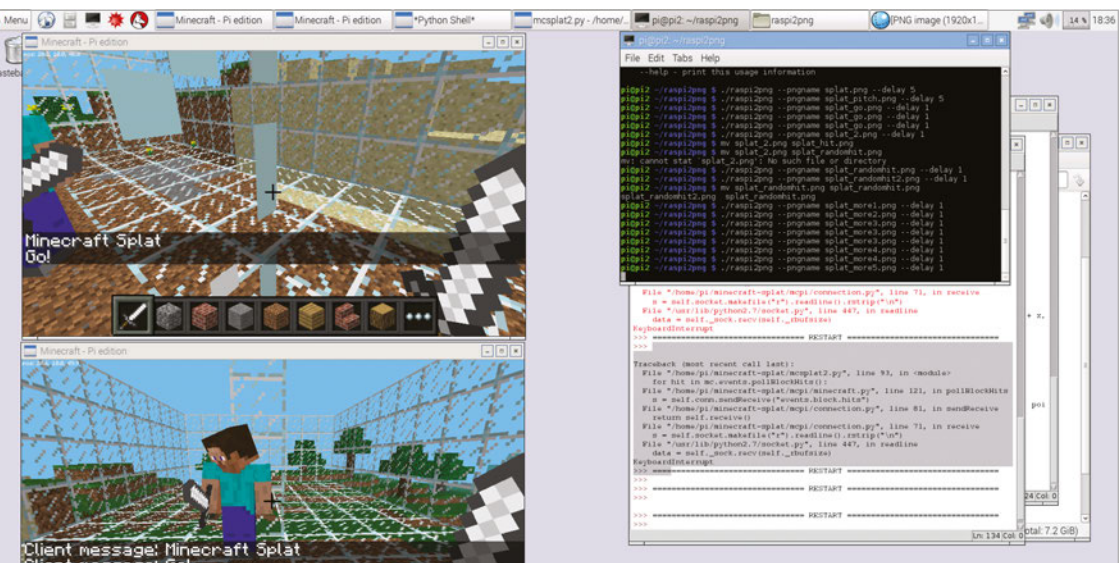 Menu
Minecraft - Pi edition
Minecraft - Pi edition
*Python Shell*
mcsplat2.py - /home/...
pi@pi2: ~/raspi2png
raspi2png
(PNG image (1920x1...
14 %
18:36
Minecraft - Pi edition
Minecraft Splat
Go!
Minecraft - Pi edition
Client message: Minecraft Splat
Client message: Go!
pi@pi2: ~/raspi2png
File Edit Tabs Help
--help - print this usage information
pi@pi2 ~/raspi2png $ ./raspi2png --pngname splat.png --delay 5
pi@pi2 ~/raspi2png $ ./raspi2png --pngname splat_pitch.png --delay 5
pi@pi2 ~/raspi2png $ ./raspi2png --pngname splat_go.png --delay 1
pi@pi2 ~/raspi2png $ ./raspi2png --pngname splat_go.png --delay 1
pi@pi2 ~/raspi2png $ ./raspi2png --pngname splat_go.png --delay 1
pi@pi2 ~/raspi2png $ ./raspi2png --pngname splat_2.png --delay 1
pi@pi2 ~/raspi2png $ mv splat_2.png splat_hit.png
pi@pi2 ~/raspi2png $ mv splat_2.png splat_randomhit.png
mv: cannot stat `splat_2.png': No such file or directory
pi@pi2 ~/raspi2png $ ./raspi2png --pngname splat_randomhit.png --delay 1
pi@pi2 ~/raspi2png $ ./raspi2png --pngname splat_randomhit2.png --delay 1
pi@pi2 ~/raspi2png $ mv splat_randomhit.png splat_randomhit.png
splat_randomhit2.png splat_randomhit.png
pi@pi2 ~/raspi2png $ ./raspi2png --pngname splat_more1.png --delay 1
pi@pi2 ~/raspi2png $ ./raspi2png --pngname splat_more2.png --delay 1
pi@pi2 ~/raspi2png $ ./raspi2png --pngname splat_more3.png --delay 1
pi@pi2 ~/raspi2png $ ./raspi2png --pngname splat_more3.png --delay 1
pi@pi2 ~/raspi2png $ ./raspi2png --pngname splat_more4.png --delay 1
pi@pi2 ~/raspi2png $ ./raspi2png --pngname splat_more4.png --delay 1
pi@pi2 ~/raspi2png $ ./raspi2png --pngname splat_more5.png --delay 1
File "/home/pi/minecraft-splat/mcpi/connection.py", line 71, in receive
s = self.socket.makefile("r").readline().rstrip("\n")
File "/usr/lib/python2.7/socket.py", line 447, in readline
data = self._sock.recv(self._rbufsize)
KeyboardInterrupt
>>> ================================ RESTART ================================
>>>
Traceback (most recent call last):
File "/home/pi/minecraft-splat/mcsplat2.py", line 93, in <module>
for hit in mc.events.pollBlockHits():
File "/home/pi/minecraft-splat/mcpi/minecraft.py", line 121, in pollBlockHits
s = self.conn.sendReceive("events.block.hits")
File "/home/pi/minecraft-splat/mcpi/connection.py", line 81, in sendReceive
return self.receive()
File "/home/pi/minecraft-splat/mcpi/connection.py", line 71, in receive
s = self.socket.makefile("r").readline().rstrip("\n")
File "/usr/lib/python2.7/socket.py", line 447, in readline
data = self._sock.recv(self._rbufsize)
KeyboardInterrupt
>>> ================================ RESTART ================================
>>>
>>> ================================ RESTART ================================
>>>
>>> ================================ RESTART ================================
>>>
Ln: 134 Col: 0
+ z,
poi
24 Col: 0
total: 7.2 GiB)